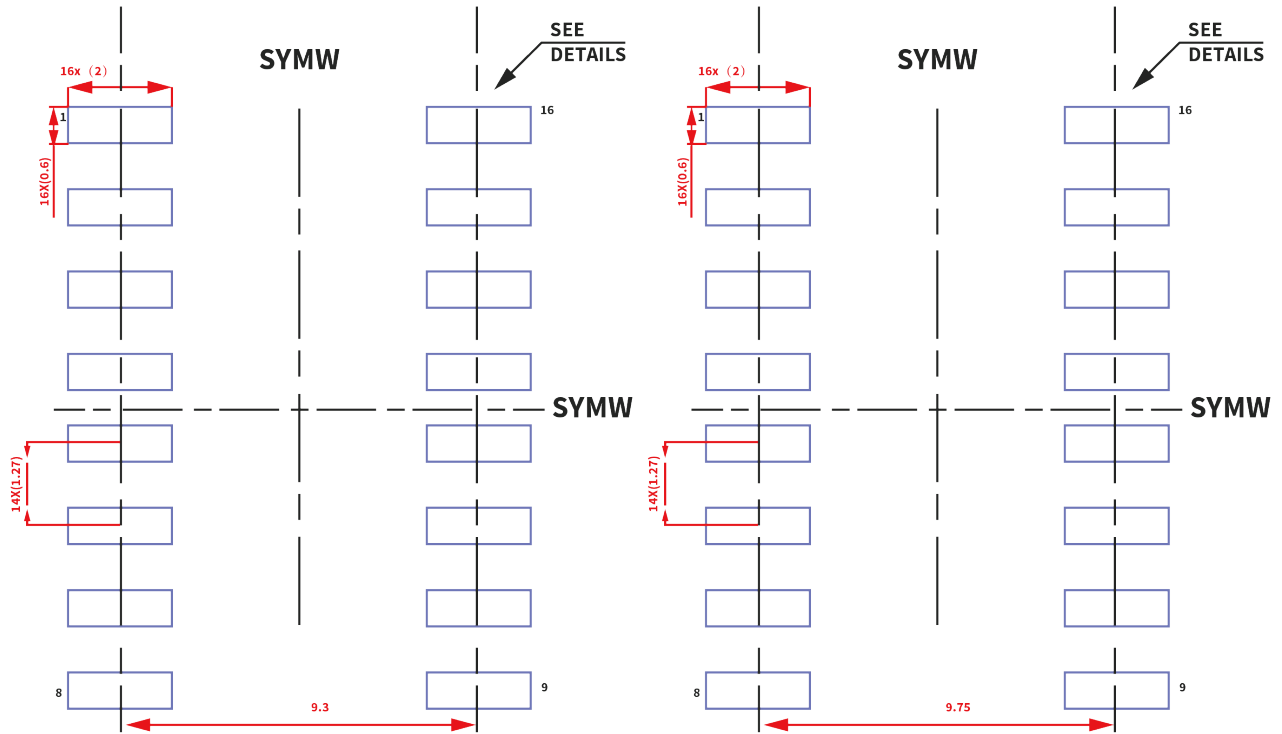 SEE
DETAILS
SYMW
16x（2）
1
16
16X(0.6)
SYMW
14X(1.27)
8
9
9.3
SEE
DETAILS
SYMW
16x（2）
1
16
16X(0.6)
SYMW
14X(1.27)
8
9
9.75